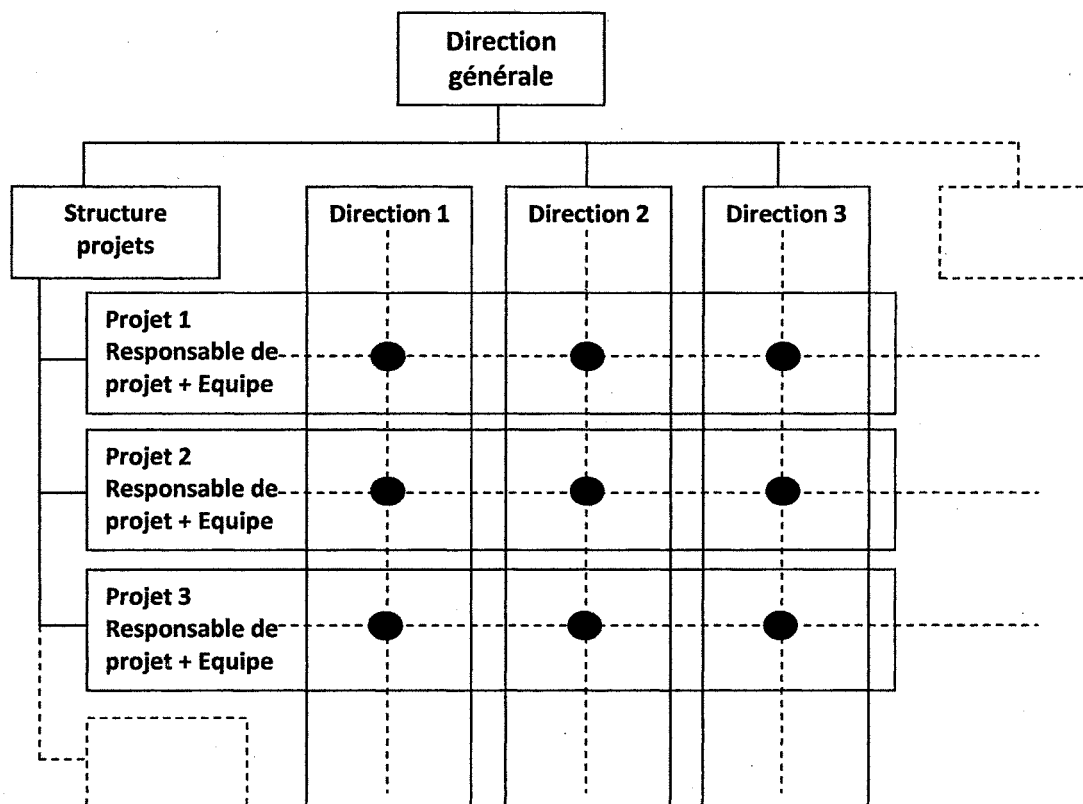 Direction
générale
Structure
projets
Direction 1
Direction 2
Direction 3
Projet 1
Responsable de
projet + Equipe
Projet 2
Responsable de
projet + Equipe
Projet 3
Responsable de
projet + Equipe